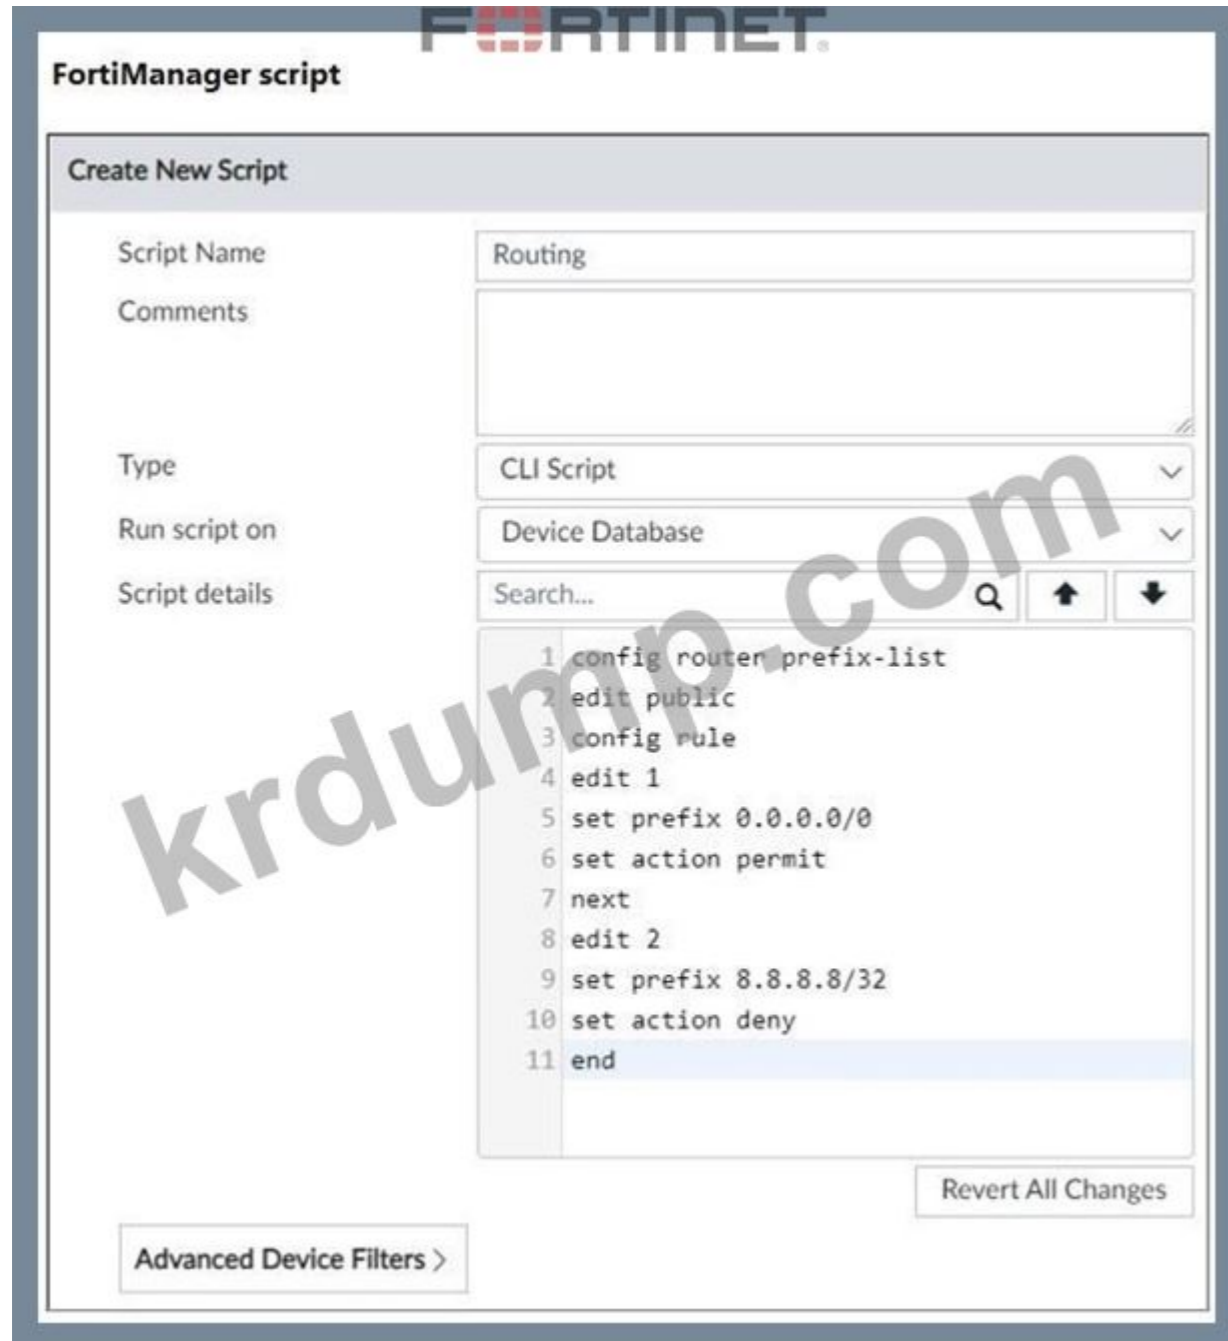 FORTINET
FortiManager script
Create New Script
Script Name
Routing
Comments
Type
CLI Script
Run script on
Device Database
Script details
Search...
1 config router prefix-list
2 edit public
3 config rule
4 edit 1
5 set prefix 0.0.0.0/0
6 set action permit
7 next
8 edit 2
9 set prefix 8.8.8.8/32
10 set action deny
11 end
Revert All Changes
Advanced Device Filters >
krdump.com